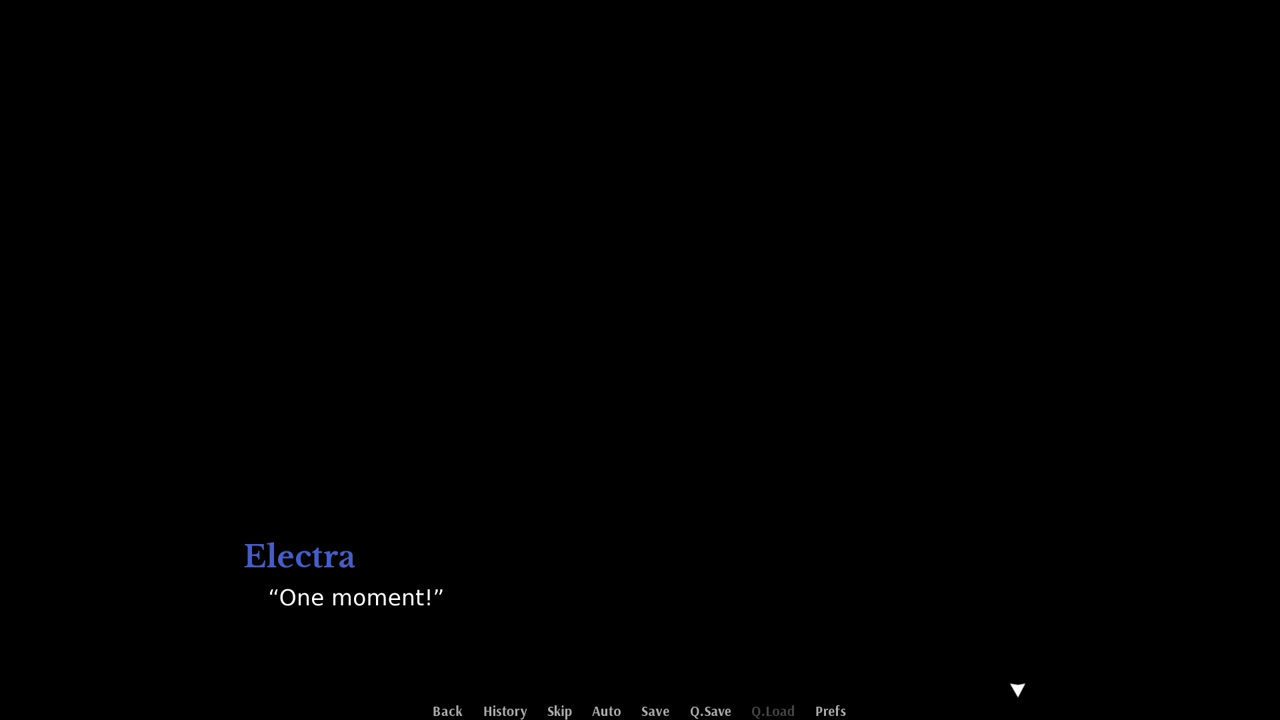 Electra
“One moment!”
Back History Skip Auto Save Q.Save Q.Load Prefs